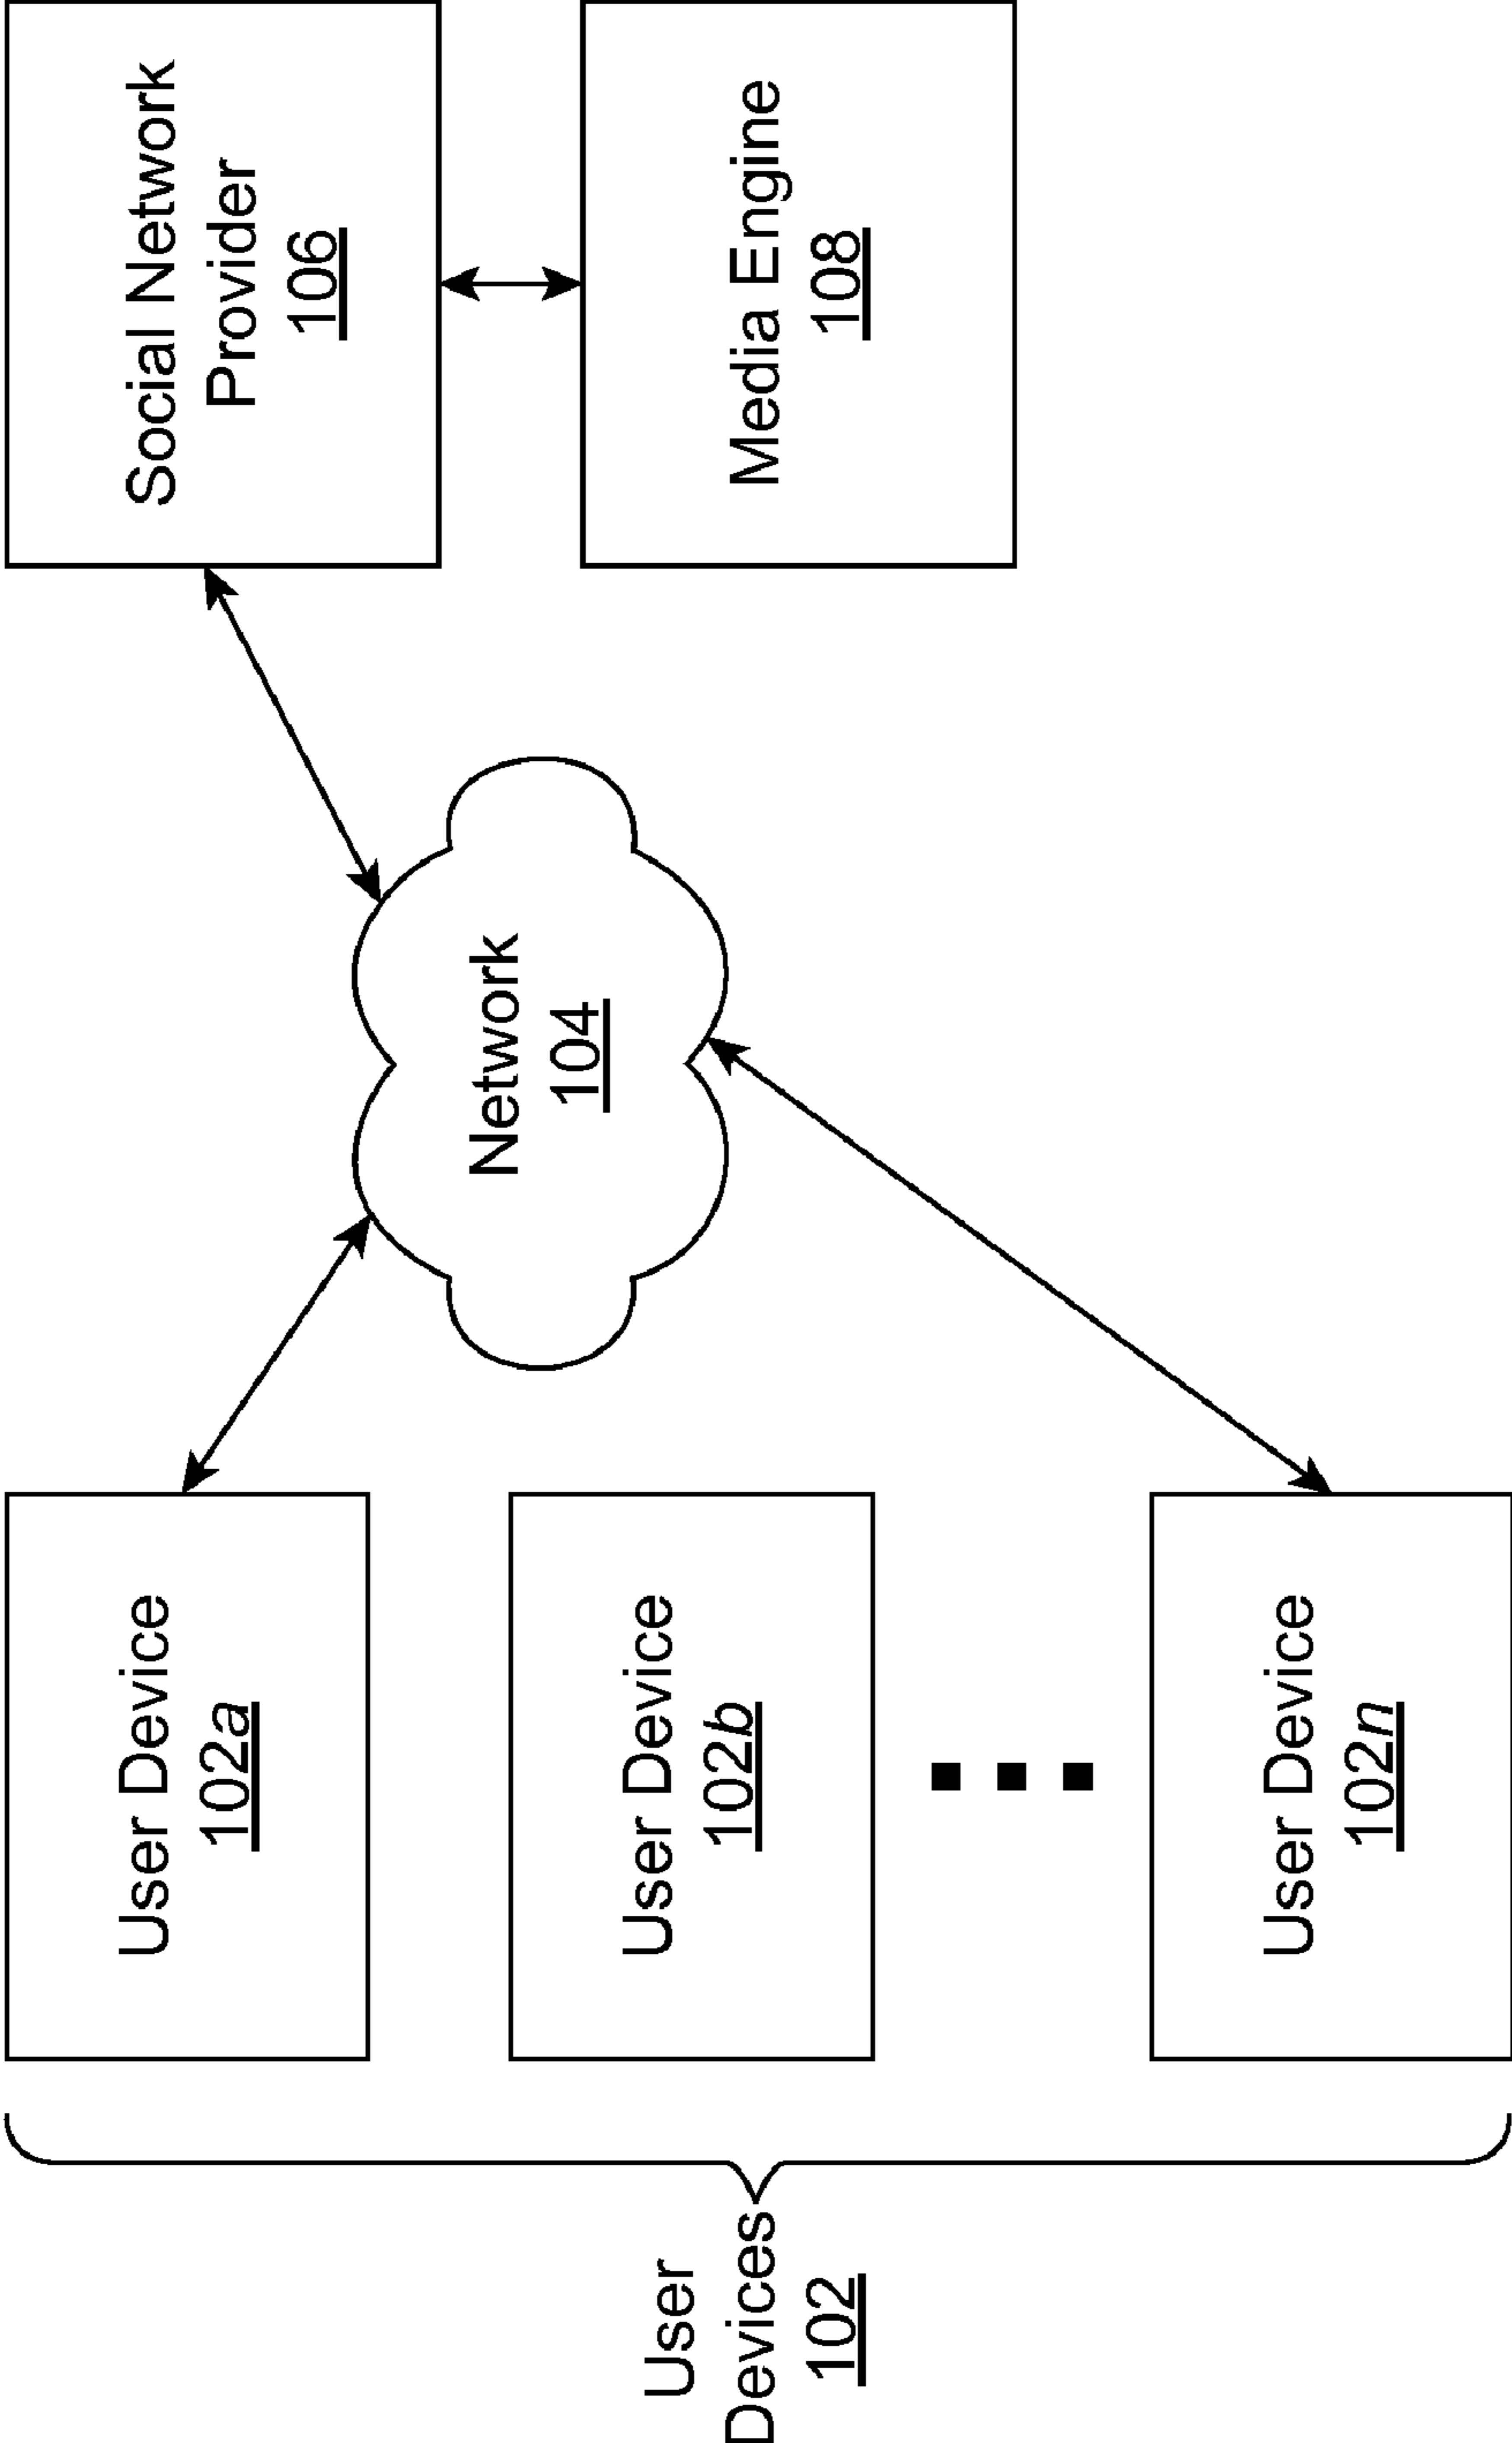 User
Devices
102
User Device
102a
User Device
102b
User Device
102n
Network
104
Social Network
Provider
106
Media Engine
108